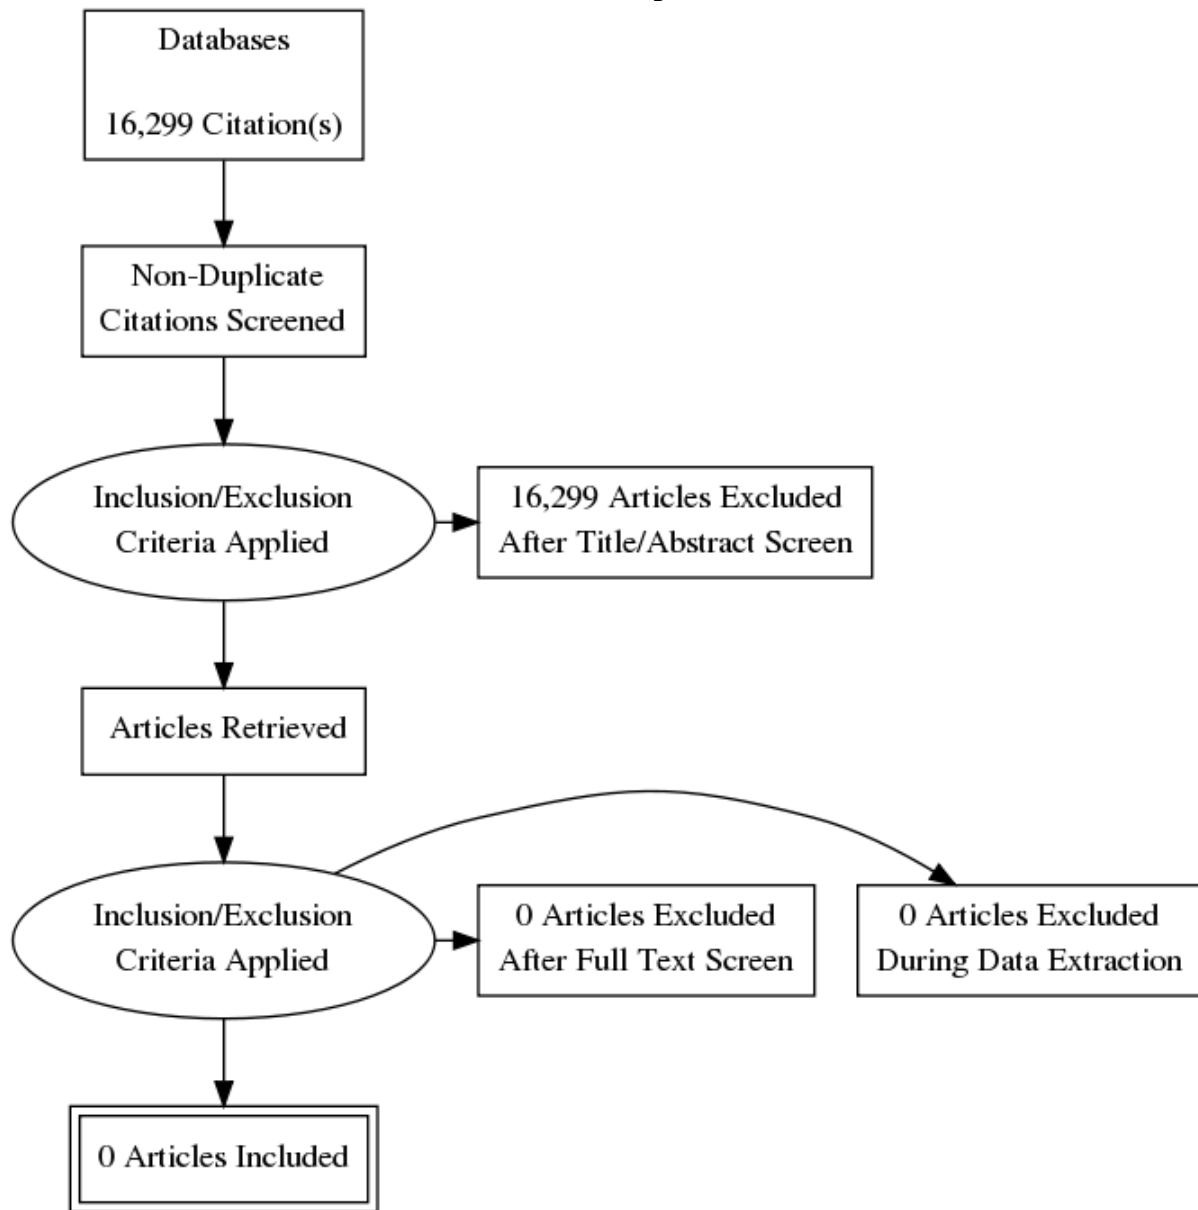 Databases
16,299 Citation(s)
Non-Duplicate
Citations Screened
Inclusion/Exclusion
Criteria Applied
16,299 Articles Excluded
After Title/Abstract Screen
Articles Retrieved
Inclusion/Exclusion
Criteria Applied
0 Articles Excluded
After Full Text Screen
0 Articles Excluded
During Data Extraction
0 Articles Included